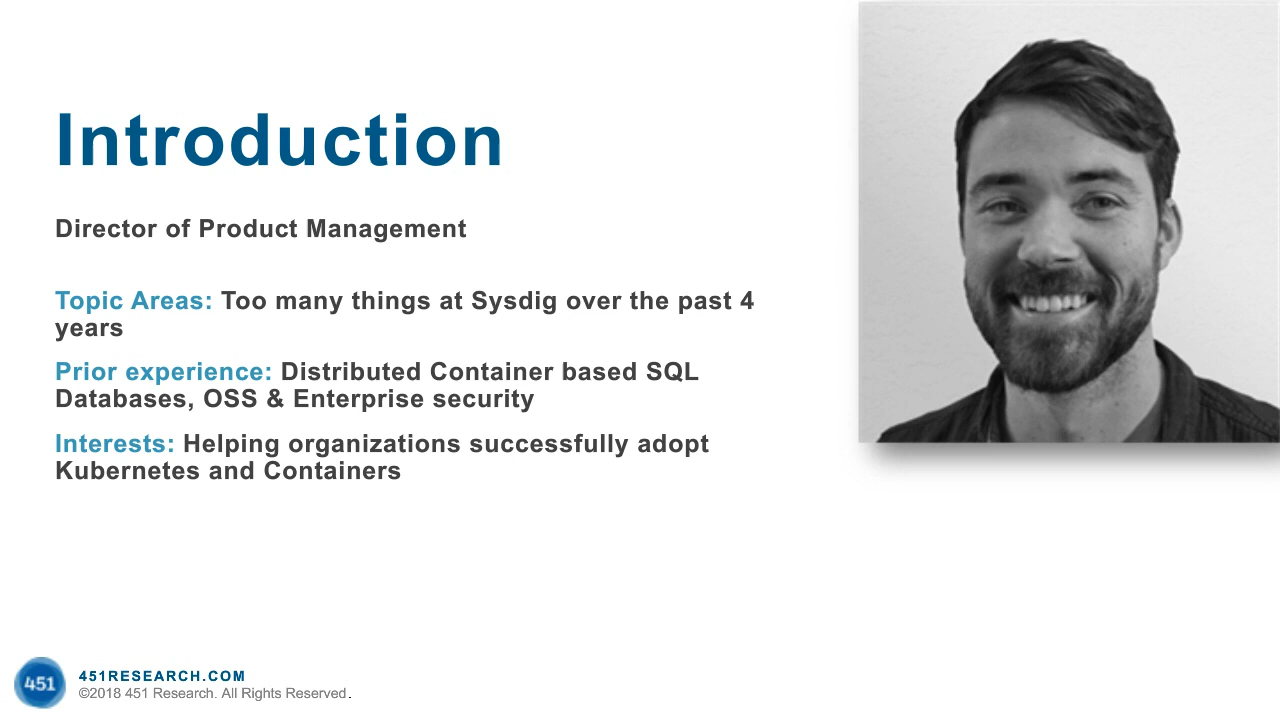 Introduction
Director of Product Management
Topic Areas: Too many things at Sysdig over the past 4
years
Prior experience: Distributed Container based SQL
Databases, OSS & Enterprise security
Interests: Helping organizations successfully adopt
Kubernetes and Containers
451
451RESEARCH.COM
©2018 451 Research. All Rights Reserved.